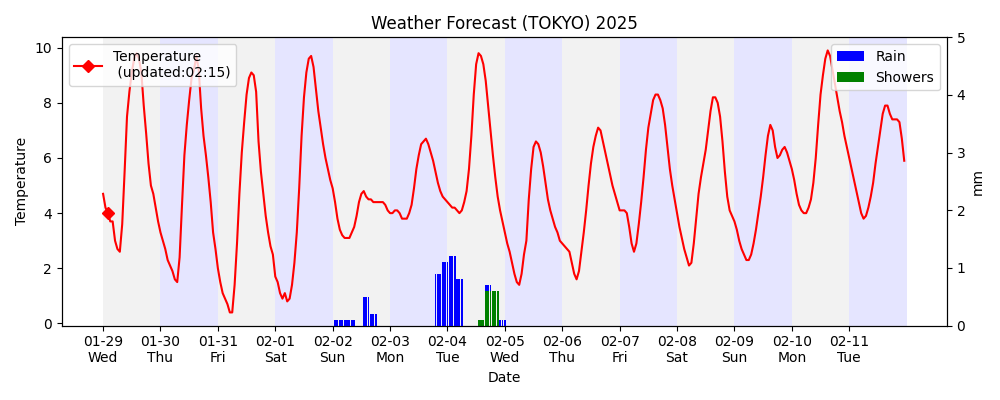 Weather Forecast (TOKYO) 2025
Temperature
(updated:02:15)
Rain
Showers
Temperature
10
8
6
4
2
0
5
4
3
2
1
0
mm
01-29 01-30 01-31 02-01 02-02 02-03 02-04 02-05 02-06 02-07 02-08 02-09 02-10 02-11
Wed Thu Fri Sat Sun Mon Tue Wed Thu Fri Sat Sun Mon Tue
Date